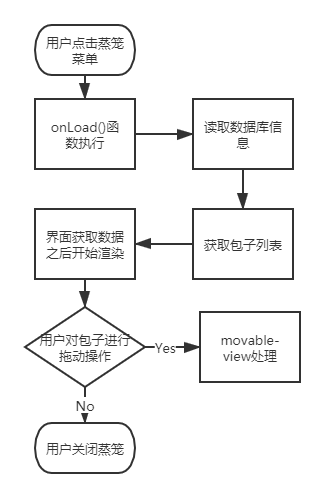 用户点击蒸笼
菜单
onLoad()函
数执行
读取数据库信
息
获取包子列表
界面获取数据
之后开始渲染
用户对包子进行
拖动操作
Yes
movable-
view处理
No
用户关闭蒸笼